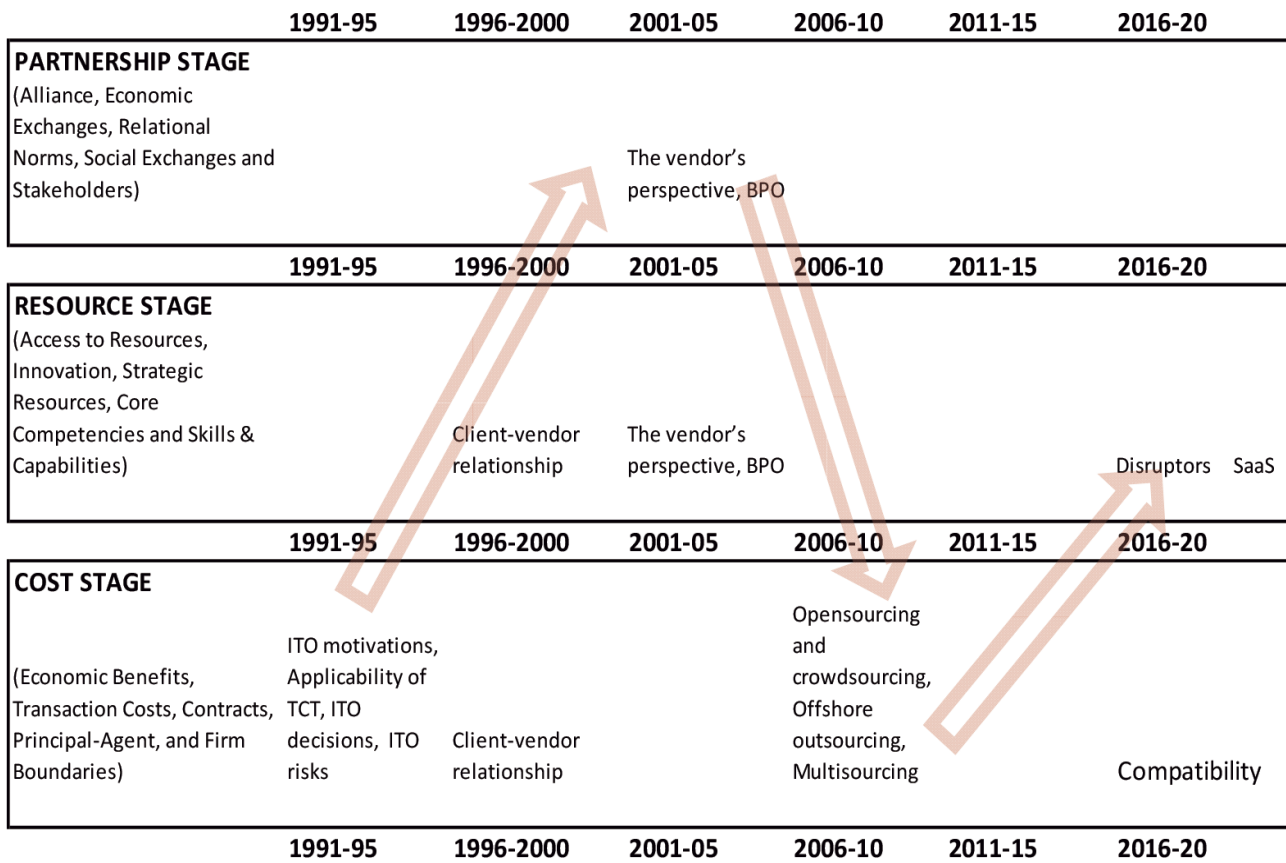 1991-95 1996-2000 2001-05 2006-10 2011-15 2016-20
PARTNERSHIP STAGE
(Alliance, Economic
Exchanges, Relational
Norms, Social Exchanges and The vendor’s
Stakeholders) perspective, BPO
1991-95 1996-2000 2001-05 2006-10 2011-15 2016-20
RESOURCE STAGE
(Access to Resources,
Innovation, Strategic
Resources, Core
Competencies and Skills & Client-vendor The vendor’s
Capabilities) relationship perspective, BPO Disruptors SaaS
1991-95 1996-2000 2001-05 2006-10 2011-15 2016-20
COST STAGE
Opensourcing
ITO motivations, and
(Economic Benefits, Applicability of crowdsourcing,
Transaction Costs, Contracts, TCT, ITO Offshore
Principal-Agent, and Firm decisions, ITO Client-vendor outsourcing,
Boundaries) risks relationship Multisourcing Compatibility
1991-95 1996-2000 2001-05 2006-10 2011-15 2016-20